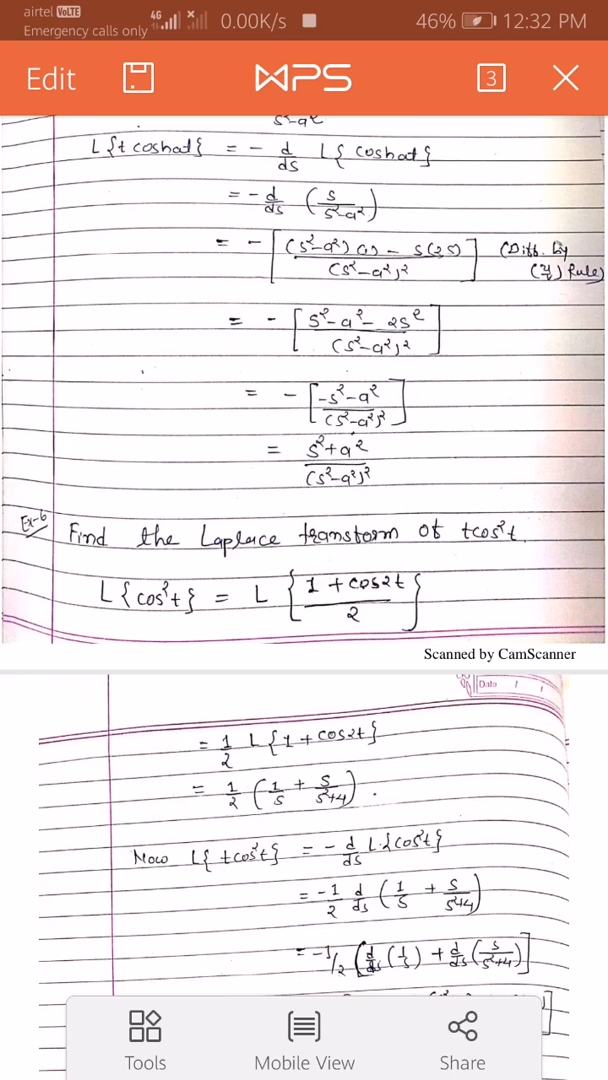 airtel VoLTE
Emergency calls only
4G
0.00K/s
46%
12:32 PM
Edit
WPS
3
s²-a²
L{t coshat} = - d/ds L{coshat}
= - d/ds (s/s²-a²)
= - [(s²-a²)(1) - s(2s)/(s²-a²)²] (Diff. by
(u/v) Rule)
= - [s²-a²-2s²/(s²-a²)²]
= - [-s²-a²/(s²-a²)²]
= s²+a²/(s²-a²)²
Ex-6 Find the Laplace transform of tcos²t.
L{cos²t} = L {1+cos2t/2}
Scanned by CamScanner
Data / /
= 1/2 L{1+cos2t}
= 1/2 (1/s + s/s²+4).
Now L{tcos²t} = - d/ds L{cos²t}
= -1/2 d/ds (1/s + s/s²+4)
= -1/2 [d/ds (1/s) + d/ds (s/s²+4)]
Tools
Mobile View
Share